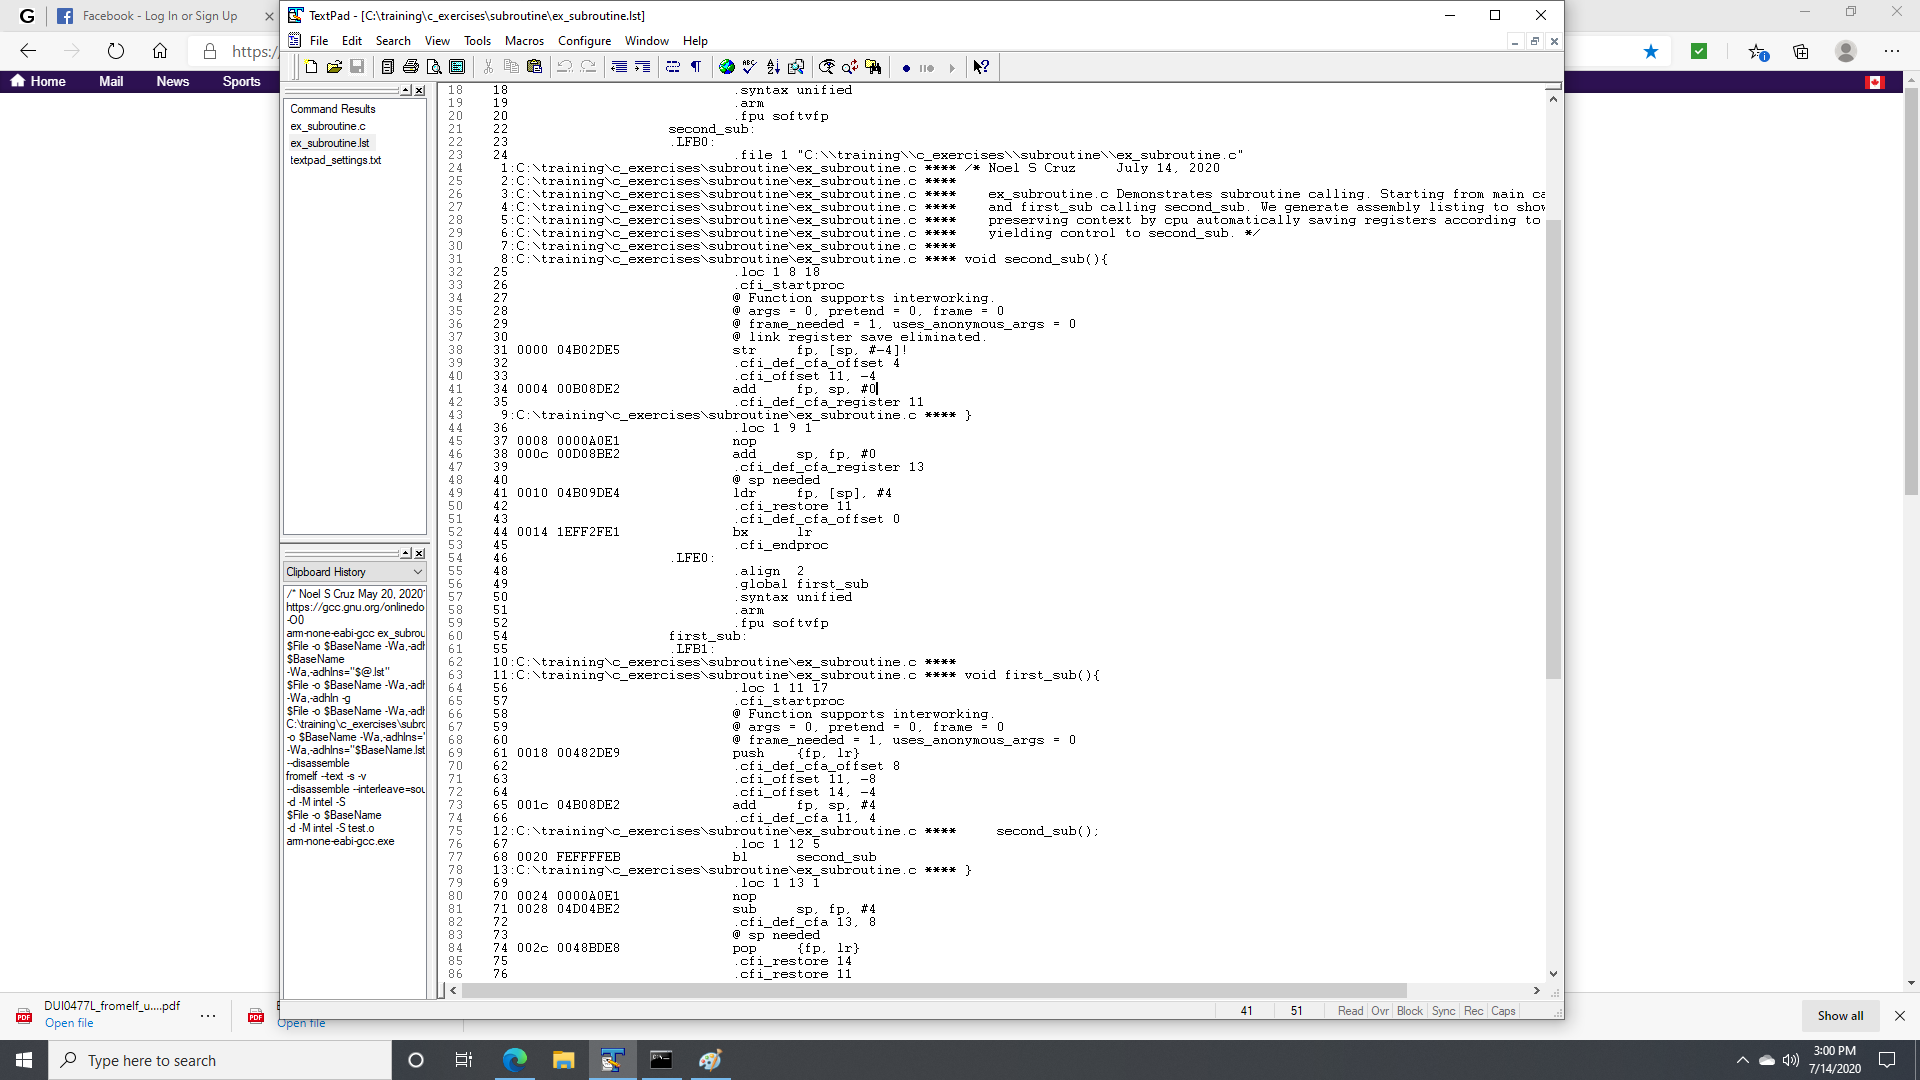 G
Facebook - Log In or Sign Up
https:/
Home Mail News Sports
TextPad - [C:\training\c_exercises\subroutine\ex_subroutine.lst]
File Edit Search View Tools Macros Configure Window Help
Command Results
ex_subroutine.c
ex_subroutine.lst
textpad_settings.txt
Clipboard History
/* Noel S Cruz May 20, 2020
https://gcc.gnu.org/onlinedo
-O0
arm-none-eabi-gcc ex_subrou
$File -o $BaseName -Wa,-adh
$BaseName
-Wa,-adhlns="$@.lst"
$File -o $BaseName -Wa,-adh
-Wa,-adhln -g
$File -o $BaseName -Wa,-adh
C:\training\c_exercises\subro
-o $BaseName -Wa,-adhlns="
-Wa,-adhlns="$BaseName.lst
--disassemble
fromelf --text -s -v
--disassemble --interleave=sou
-d -M intel -S
$File -o $BaseName
-d -M intel -S test.o
arm-none-eabi-gcc.exe
18 18 .syntax unified
19 19 .arm
20 20 .fpu softvfp
21 22 second_sub:
22 23 .LFB0:
23 24 .file 1 "C:\\training\\c_exercises\\subroutine\\ex_subroutine.c"
24 1:C:\training\c_exercises\subroutine\ex_subroutine.c **** /* Noel S Cruz July 14, 2020
25 2:C:\training\c_exercises\subroutine\ex_subroutine.c ****
26 3:C:\training\c_exercises\subroutine\ex_subroutine.c **** ex_subroutine.c Demonstrates subroutine calling. Starting from main ca
27 4:C:\training\c_exercises\subroutine\ex_subroutine.c **** and first_sub calling second_sub. We generate assembly listing to show
28 5:C:\training\c_exercises\subroutine\ex_subroutine.c **** preserving context by cpu automatically saving registers according to
29 6:C:\training\c_exercises\subroutine\ex_subroutine.c **** yielding control to second_sub. */
30 7:C:\training\c_exercises\subroutine\ex_subroutine.c ****
31 8:C:\training\c_exercises\subroutine\ex_subroutine.c **** void second_sub(){
32 25 .loc 1 8 18
33 26 .cfi_startproc
34 27 @ Function supports interworking.
35 28 @ args = 0, pretend = 0, frame = 0
36 29 @ frame_needed = 1, uses_anonymous_args = 0
37 30 @ link register save eliminated.
38 31 0000 04B02DE5 str fp, [sp, #-4]!
39 32 .cfi_def_cfa_offset 4
40 33 .cfi_offset 11, -4
41 34 0004 00B08DE2 add fp, sp, #0
42 35 .cfi_def_cfa_register 11
43 9:C:\training\c_exercises\subroutine\ex_subroutine.c **** }
44 36 .loc 1 9 1
45 37 0008 0000A0E1 nop
46 38 000c 00D08BE2 add sp, fp, #0
47 39 .cfi_def_cfa_register 13
48 40 @ sp needed
49 41 0010 04B09DE4 ldr fp, [sp], #4
50 42 .cfi_restore 11
51 43 .cfi_def_cfa_offset 0
52 44 0014 1EFF2FE1 bx lr
53 45 .cfi_endproc
54 46 .LFE0:
55 48 .align 2
56 49 .global first_sub
57 50 .syntax unified
58 51 .arm
59 52 .fpu softvfp
60 54 first_sub:
61 55 .LFB1:
62 10:C:\training\c_exercises\subroutine\ex_subroutine.c ****
63 11:C:\training\c_exercises\subroutine\ex_subroutine.c **** void first_sub(){
64 56 .loc 1 11 17
65 57 .cfi_startproc
66 58 @ Function supports interworking.
67 59 @ args = 0, pretend = 0, frame = 0
68 60 @ frame_needed = 1, uses_anonymous_args = 0
69 61 0018 00482DE9 push {fp, lr}
70 62 .cfi_def_cfa_offset 8
71 63 .cfi_offset 11, -8
72 64 .cfi_offset 14, -4
73 65 001c 04B08DE2 add fp, sp, #4
74 66 .cfi_def_cfa 11, 4
75 12:C:\training\c_exercises\subroutine\ex_subroutine.c **** second_sub();
76 67 .loc 1 12 5
77 68 0020 FEFFFFEB bl second_sub
78 13:C:\training\c_exercises\subroutine\ex_subroutine.c **** }
79 69 .loc 1 13 1
80 70 0024 0000A0E1 nop
81 71 0028 04D04BE2 sub sp, fp, #4
82 72 .cfi_def_cfa 13, 8
83 73 @ sp needed
84 74 002c 0048BDE8 pop {fp, lr}
85 75 .cfi_restore 14
86 76 .cfi_restore 11
41 51 Read Ovr Block Sync Rec Caps
DUI0477L_fromelf_u....pdf
Open file
Open file
Show all
Type here to search
3:00 PM
7/14/2020